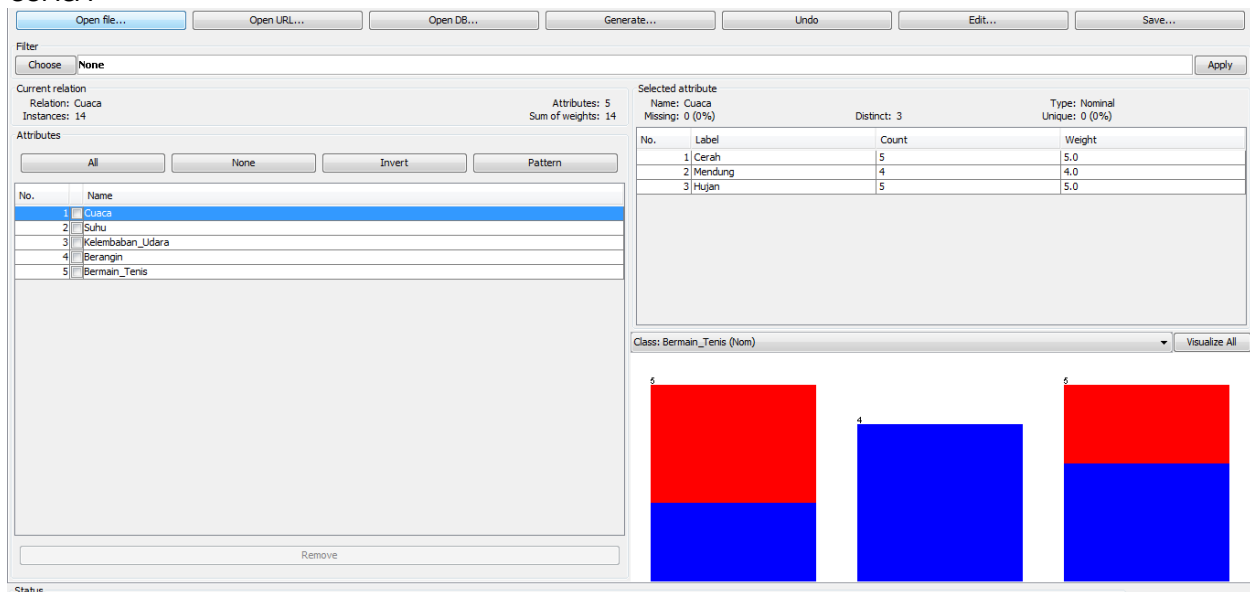 Open file... Open URL... Open DB... Generate... Undo Edit... Save...
Filter
Choose None Apply
Current relation
Relation: Cuaca Attributes: 5
Instances: 14 Sum of weights: 14
Attributes
All None Invert Pattern
No. Name
1 Cuaca
2 Suhu
3 Kelembaban_Udara
4 Berangin
5 Bermain_Tenis
Remove
Selected attribute
Name: Cuaca Type: Nominal
Missing: 0 (0%) Distinct: 3 Unique: 0 (0%)
No. Label Count Weight
1 Cerah 5 5.0
2 Mendung 4 4.0
3 Hujan 5 5.0
Class: Bermain_Tenis (Nom) Visualize All
5 4 5
Status